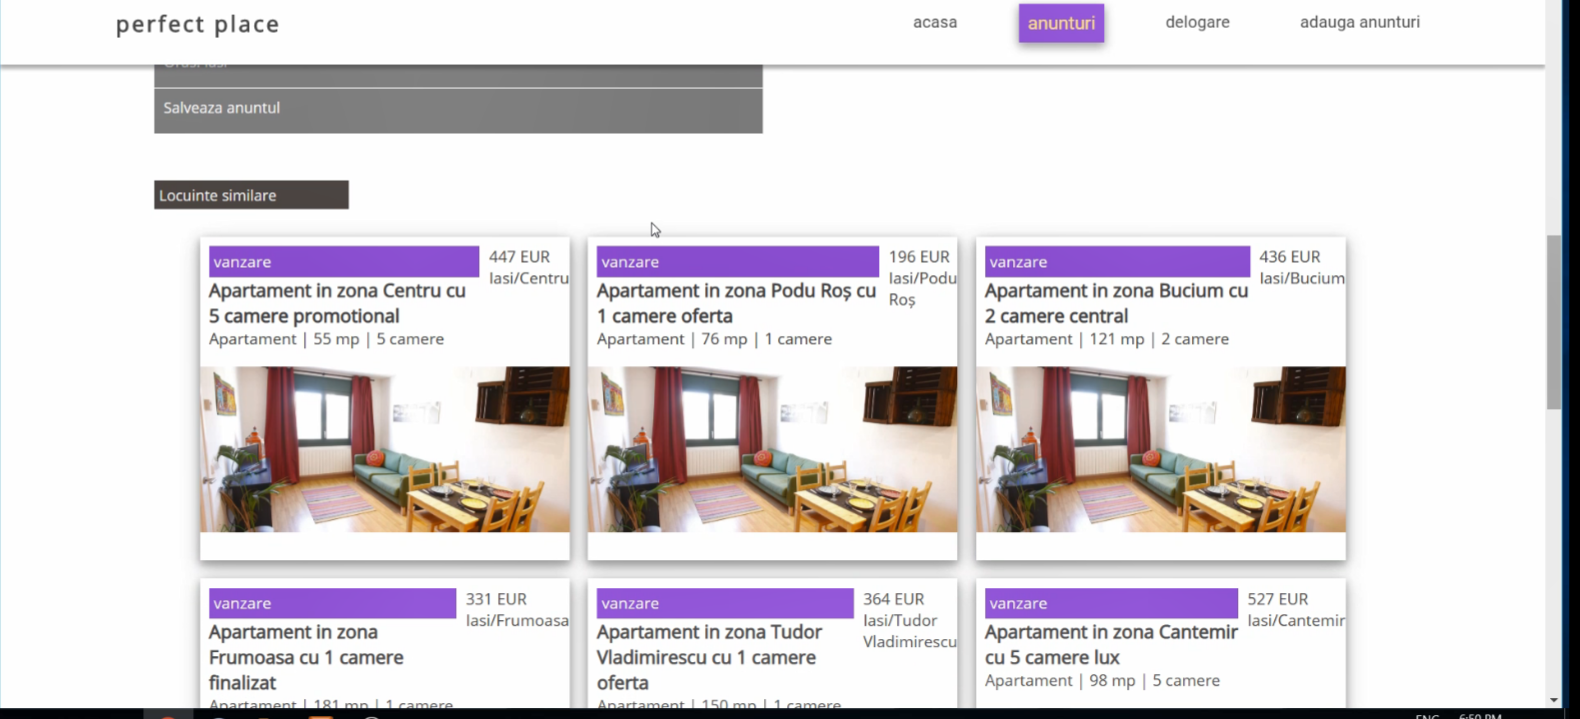 perfect place
acasa
anunturi
delogare
adauga anunturi
Salveaza anuntul
Locuinte similare
vanzare
447 EUR
Iasi/Centru
Apartament in zona Centru cu
5 camere promotional
Apartament | 55 mp | 5 camere
vanzare
196 EUR
Iasi/Podu
Roș
Apartament in zona Podu Roș cu
1 camere oferta
Apartament | 76 mp | 1 camere
vanzare
436 EUR
Iasi/Bucium
Apartament in zona Bucium cu
2 camere central
Apartament | 121 mp | 2 camere
vanzare
331 EUR
Iasi/Frumoasa
Apartament in zona
Frumoasa cu 1 camere
finalizat
Apartament | 181 mp | 1 camere
vanzare
364 EUR
Iasi/Tudor
Vladimirescu
Apartament in zona Tudor
Vladimirescu cu 1 camere
oferta
Apartament | 150 mp | 1 camere
vanzare
527 EUR
Iasi/Cantemir
Apartament in zona Cantemir
cu 5 camere lux
Apartament | 98 mp | 5 camere
ENG
6:50 PM